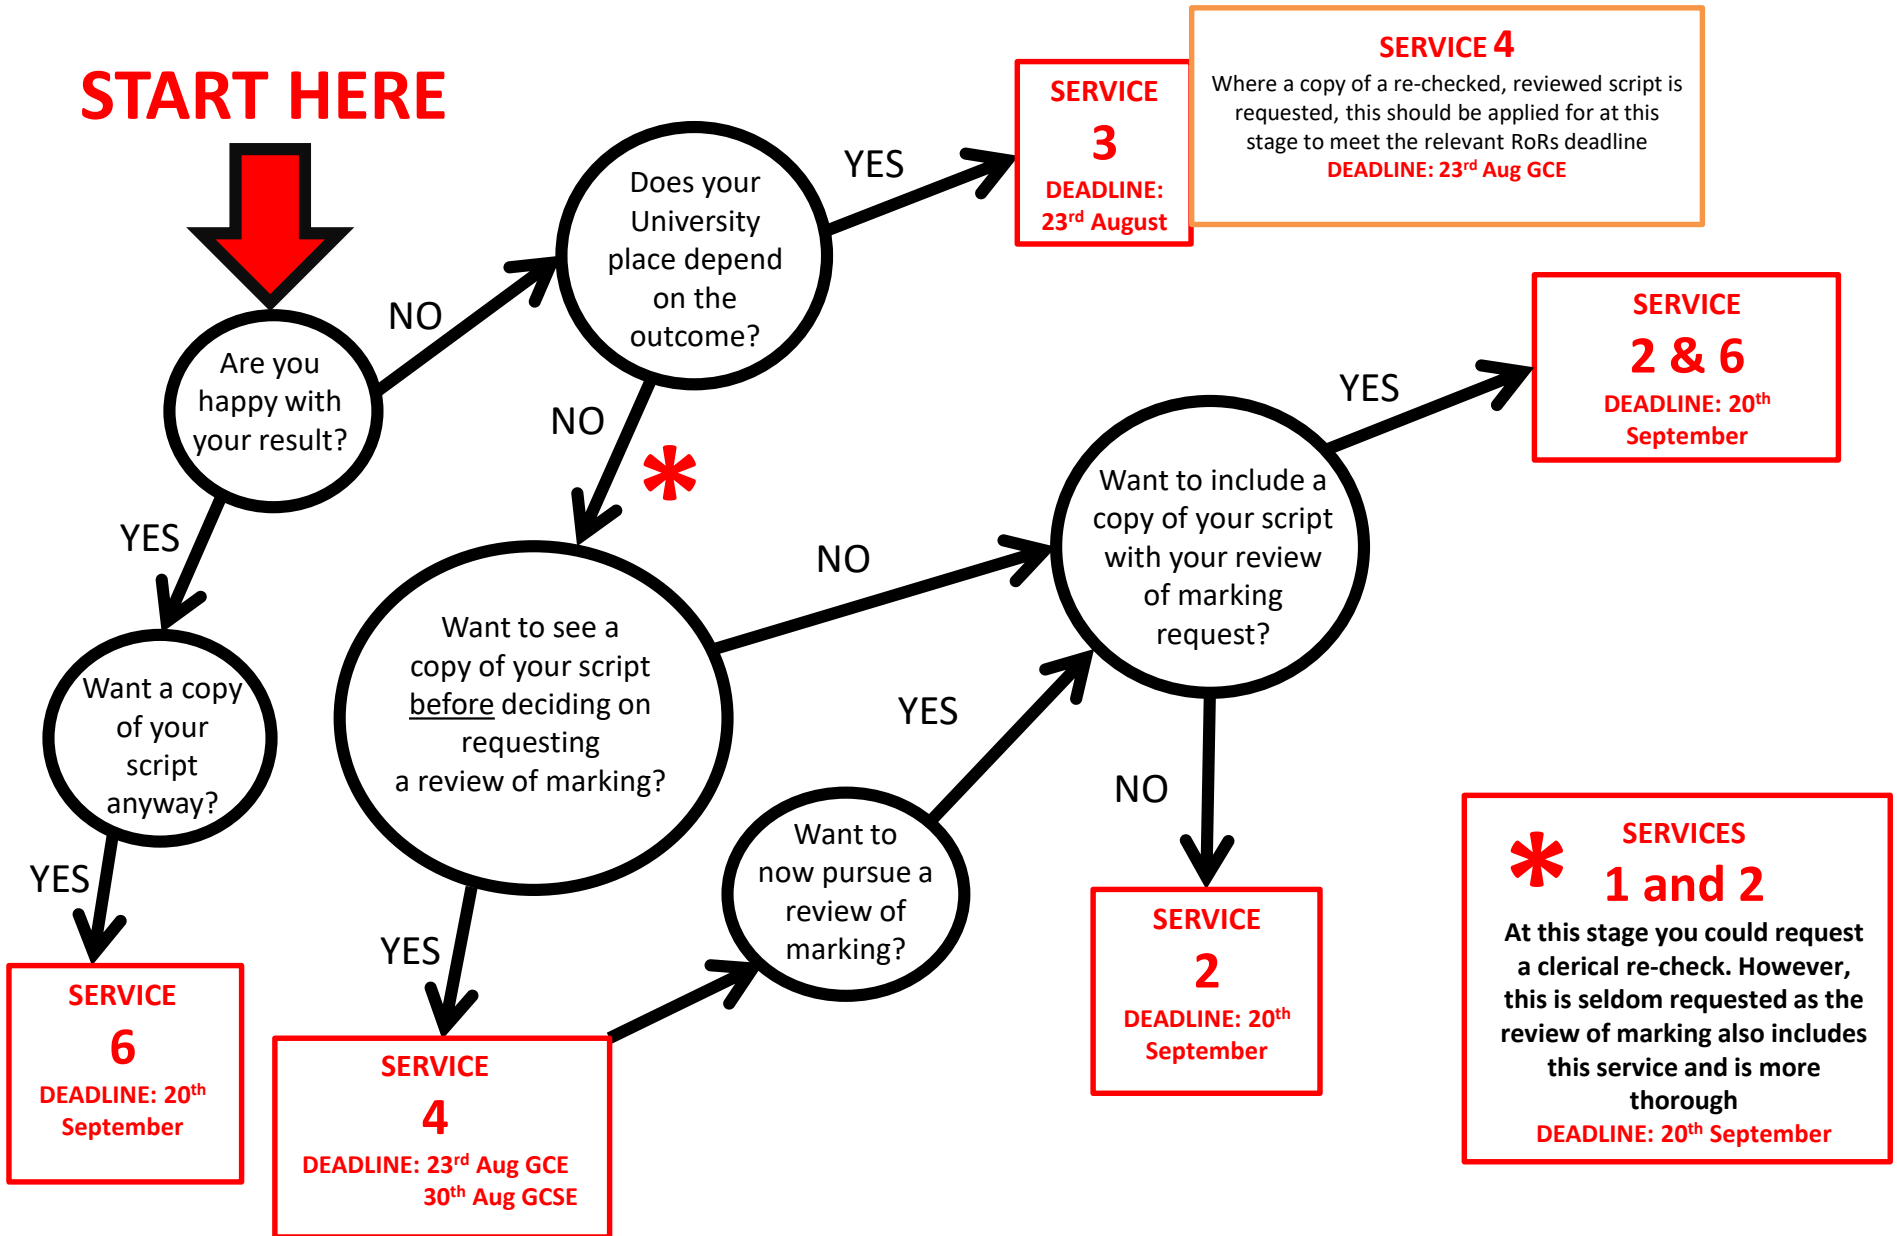 START HERE
Are you
happy with
your result?
NO
YES
Does your
University
place depend
on the
outcome?
YES
NO
*
SERVICE
3
DEADLINE:
23rd August
SERVICE 4
Where a copy of a re-checked, reviewed script is
requested, this should be applied for at this
stage to meet the relevant RoRs deadline
DEADLINE: 23rd Aug GCE
Want a copy
of your
script
anyway?
YES
SERVICE
6
DEADLINE: 20th
September
Want to see a
copy of your script
before deciding on
requesting
a review of marking?
NO
YES
SERVICE
4
DEADLINE: 23rd Aug GCE
30th Aug GCSE
Want to
now pursue a
review of
marking?
YES
Want to include a
copy of your script
with your review
of marking
request?
YES
NO
SERVICE
2 & 6
DEADLINE: 20th
September
SERVICE
2
DEADLINE: 20th
September
* SERVICES
1 and 2
At this stage you could request
a clerical re-check. However,
this is seldom requested as the
review of marking also includes
this service and is more
thorough
DEADLINE: 20th September